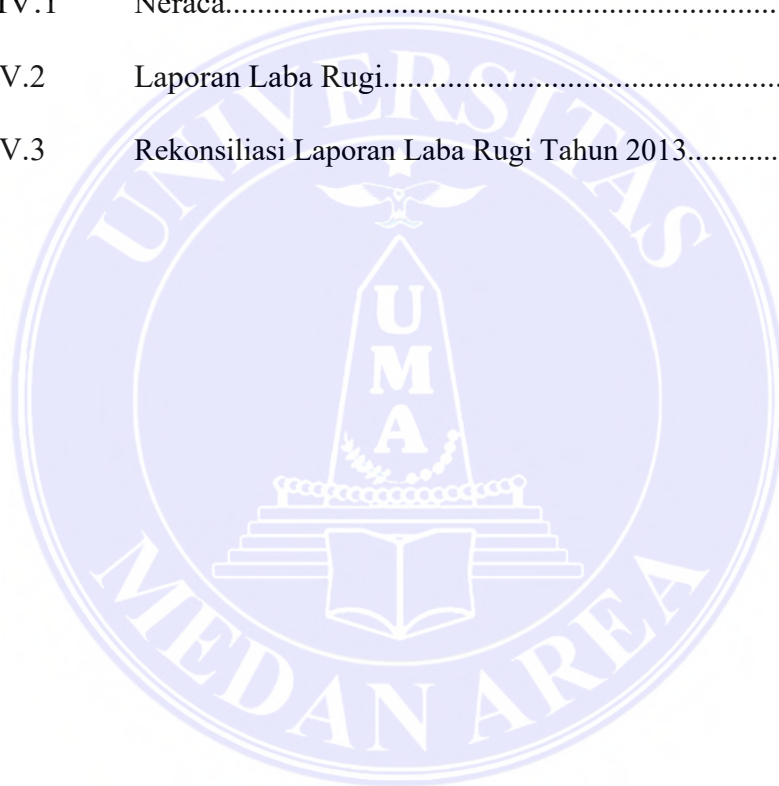 IV.1 Neraca..........................................................................
V.2 Laporan Laba Rugi.....................................................
V.3 Rekonsiliasi Laporan Laba Rugi Tahun 2013............
UNIVERSITAS
UMA
MEDAN AREA